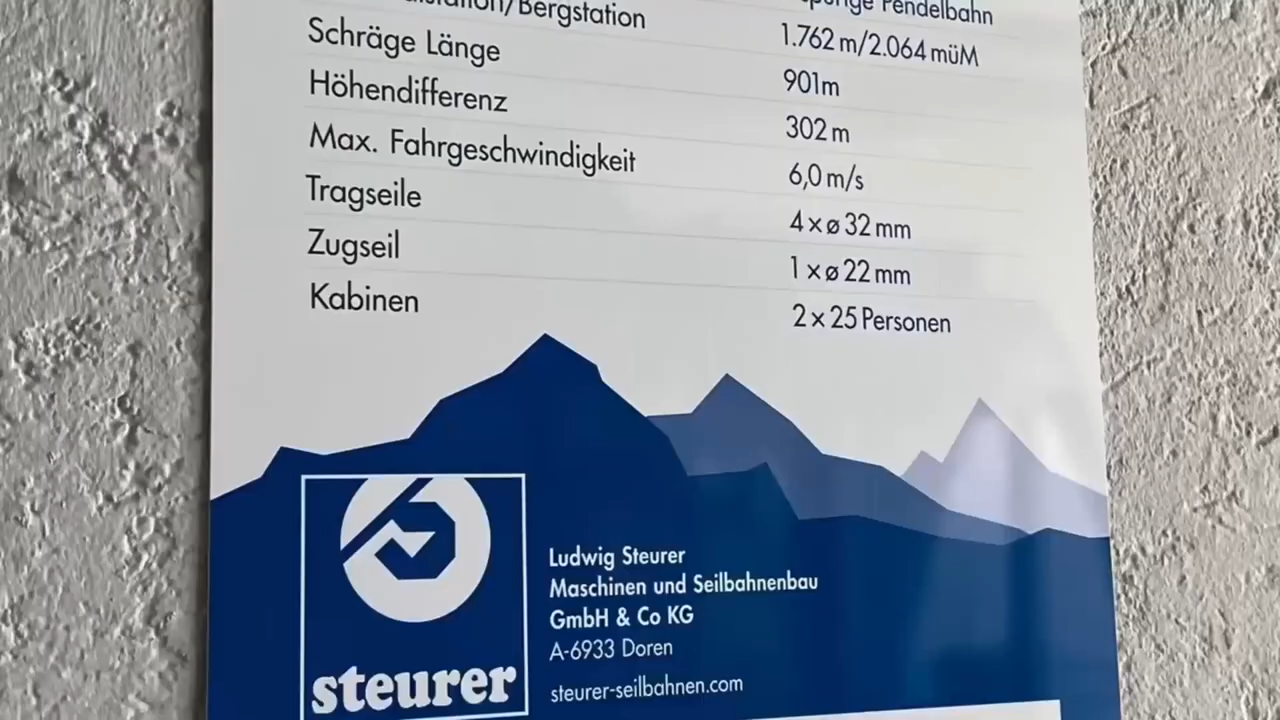 /Bergstation
Pendelbahn
1.762 m/2.064 müM
Schräge Länge
901m
Höhendifferenz
302 m
Max. Fahrgeschwindigkeit
6,0 m/s
Tragseile
4 x ø 32 mm
Zugseil
1 x ø 22 mm
Kabinen
2 x 25 Personen
Ludwig Steurer
Maschinen und Seilbahnenbau
GmbH & Co KG
A-6933 Doren
steurer-seilbahnen.com
steurer